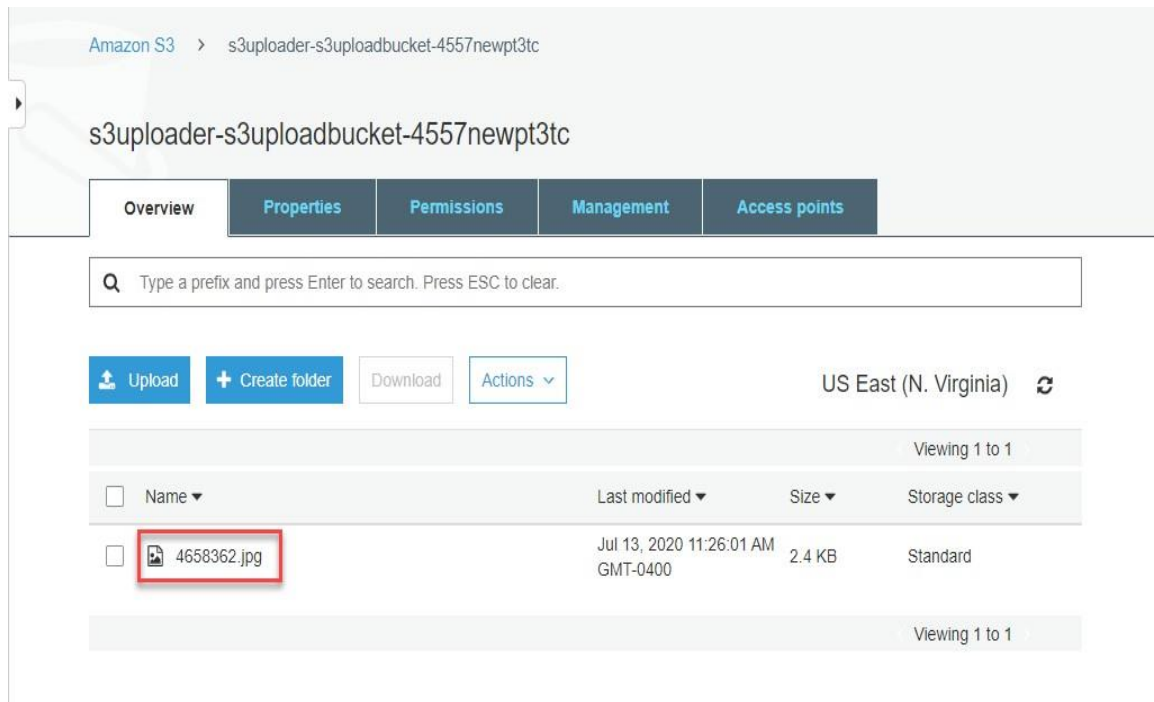 Amazon S3 > s3uploader-s3uploadbucket-4557newpt3tc
s3uploader-s3uploadbucket-4557newpt3tc
Overview Properties Permissions Management Access points
Type a prefix and press Enter to search. Press ESC to clear.
Upload + Create folder Download Actions US East (N. Virginia)
Viewing 1 to 1
Name Last modified Size Storage class
4658362.jpg Jul 13, 2020 11:26:01 AM 2.4 KB Standard
GMT-0400
Viewing 1 to 1